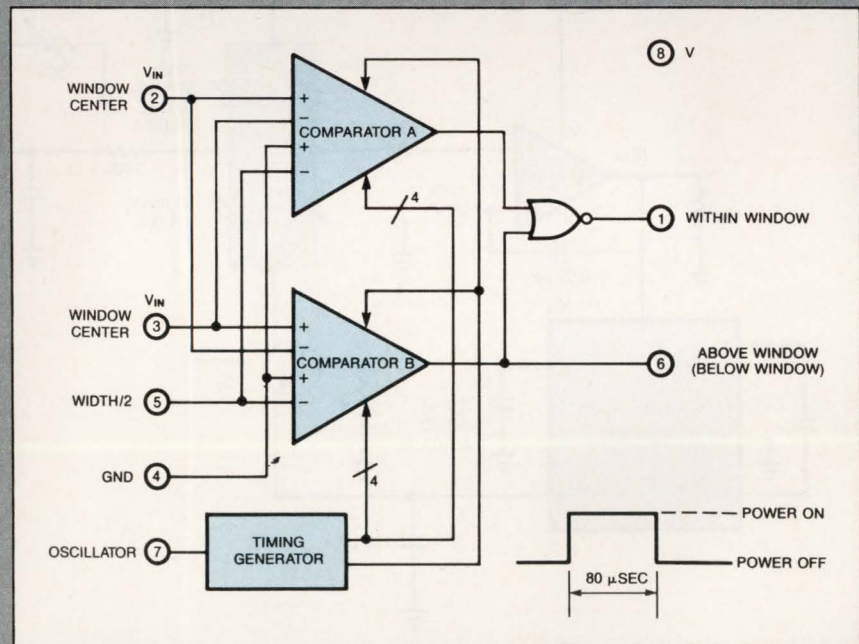 8 V
V_IN
WINDOW
CENTER
2
+
−
COMPARATOR A
+
−
4
1 WITHIN WINDOW
V_IN
WINDOW
CENTER
3
+
−
COMPARATOR B
+
−
6 ABOVE WINDOW
(BELOW WINDOW)
WIDTH/2 5
GND 4
4
OSCILLATOR 7
TIMING
GENERATOR
POWER ON
POWER OFF
80 µSEC